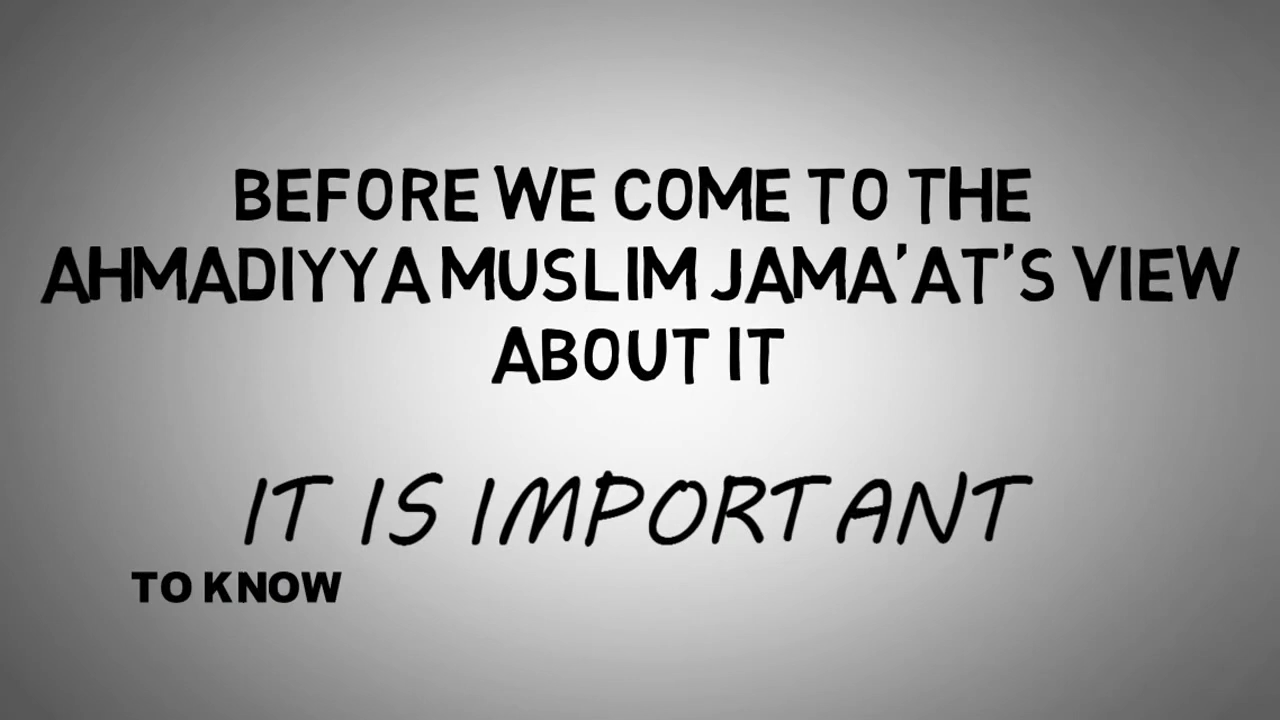 BEFORE WE COME TO THE
AHMADIYYA MUSLIM JAMA'AT'S VIEW
ABOUT IT
IT IS IMPORTANT
TO KNOW